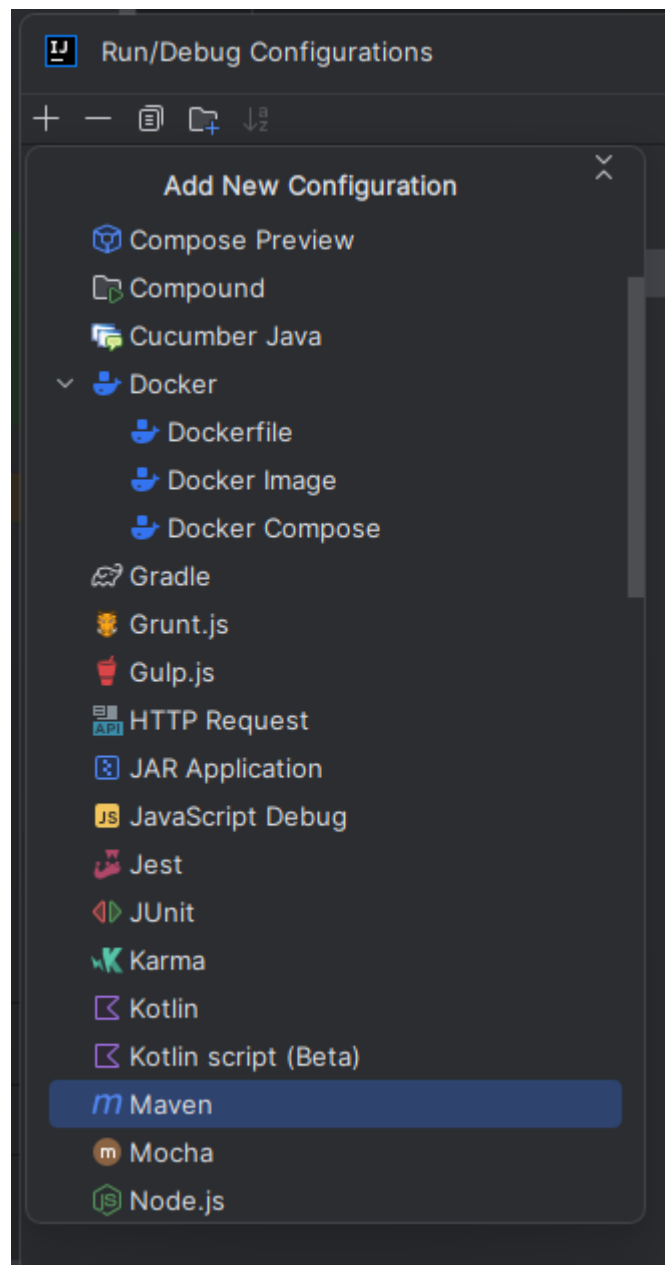 IJ
Run/Debug Configurations
a
z
Add New Configuration
Compose Preview
Compound
Cucumber Java
Docker
Dockerfile
Docker Image
Docker Compose
Gradle
Grunt.js
Gulp.js
API HTTP Request
JAR Application
JS JavaScript Debug
Jest
JUnit
K Karma
Kotlin
Kotlin script (Beta)
m Maven
m Mocha
JS Node.js